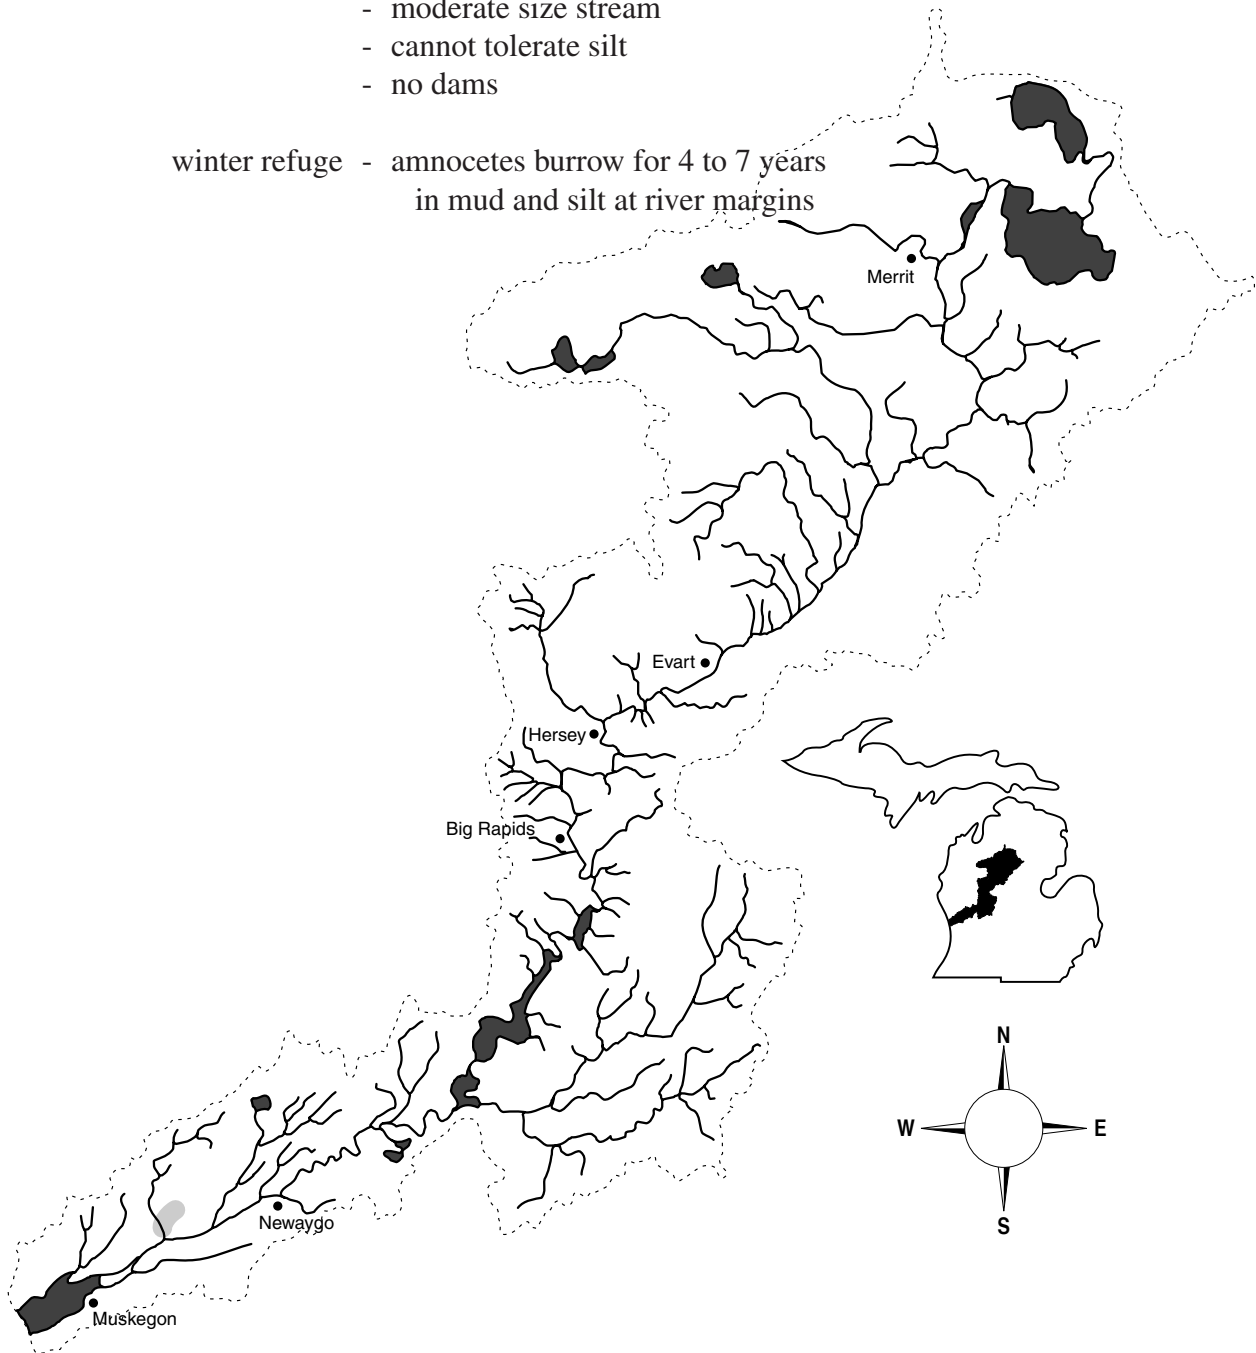 - moderate size stream
- cannot tolerate silt
- no dams
winter refuge - amnocetes burrow for 4 to 7 years
in mud and silt at river margins
Merrit
Evart
Hersey
Big Rapids
N
W E
S
Newaygo
Muskegon